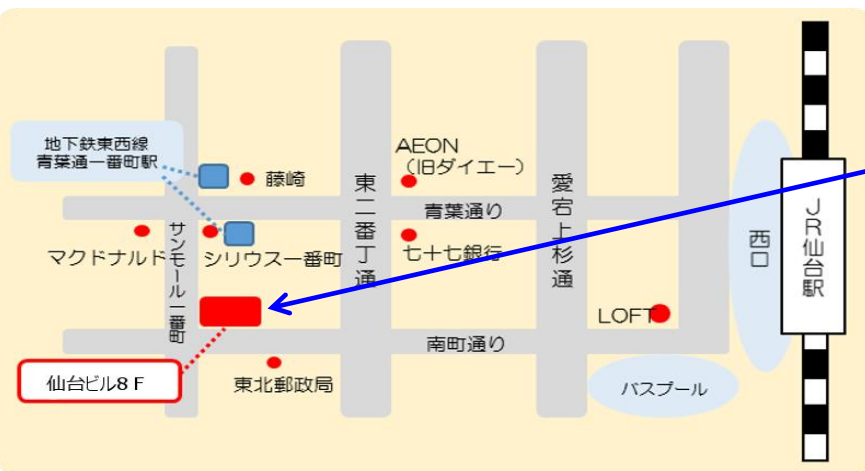 地下鉄東西線
青葉通一番町駅
藤崎
AEON
（旧ダイエー）
東二番丁通
愛宕上杉通
青葉通り
マクドナルド
サンモール一番町
シリウス一番町
七十七銀行
西口
JR仙台駅
LOFT
南町通り
仙台ビル8F
東北郵政局
バスプール